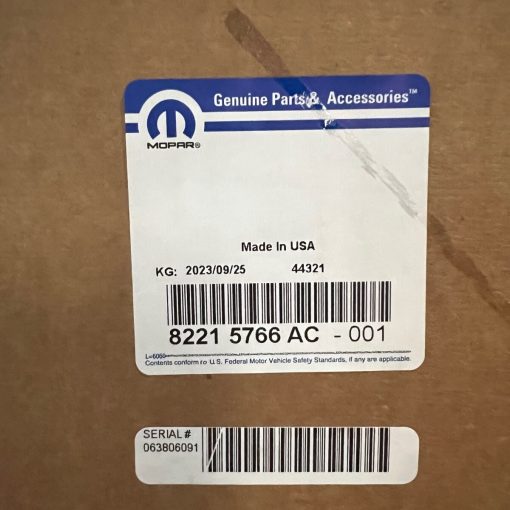 Genuine Parts & Accessories™
MOPAR®
Made In USA
KG: 2023/09/25 44321
8221 5766 AC - 001
L=6060
Contents conform to U.S. Federal Motor Vehicle Safety Standards, if any are applicable.
SERIAL#
063806091